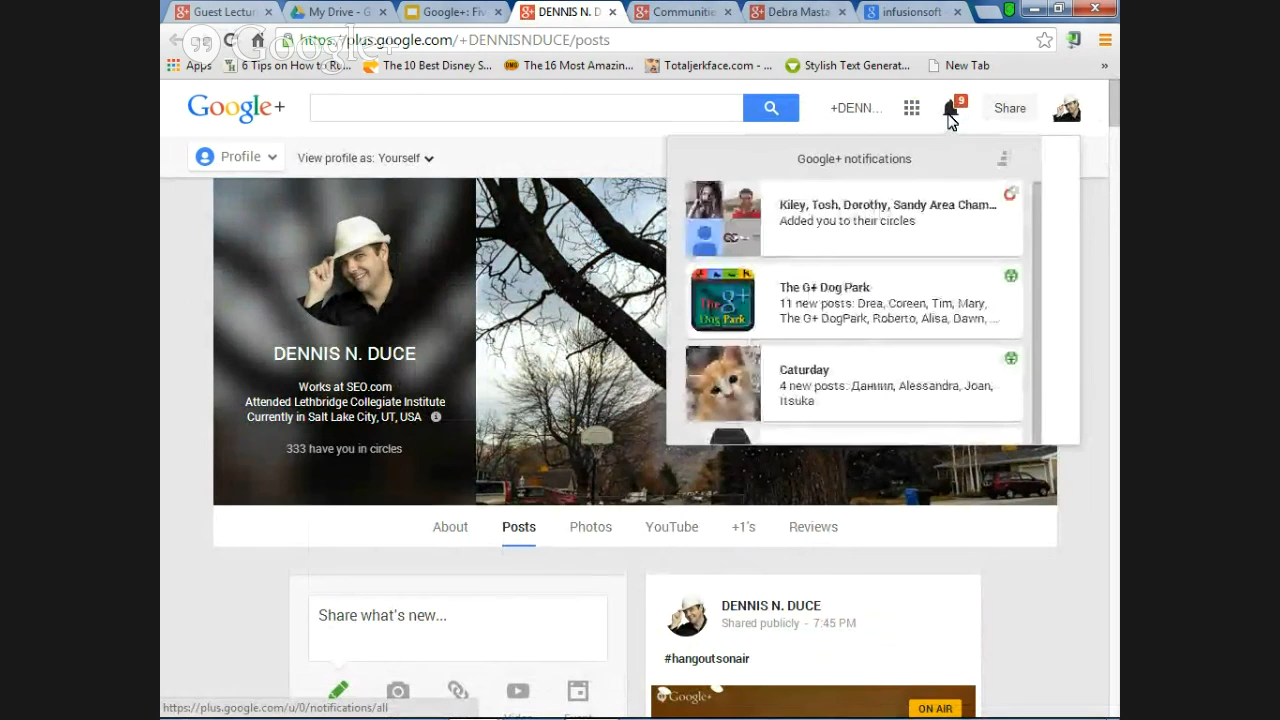 Guest Lectur
My Drive - G
Google+: Fiv
DENNIS N. D
Communitie
Debra Masta
infusionsoft
https://plus.google.com/+DENNISNDUCE/posts
Google+
Apps
6 Tips on How to Ru...
The 10 Best Disney S...
The 16 Most Amazin...
Totaljerkface.com - ...
Stylish Text Generat...
New Tab
»
Google+
+DENN...
9
Share
Profile
View profile as: Yourself
Google+ notifications
Kiley, Tosh, Dorothy, Sandy Area Cham...
Added you to their circles
The g+ Dog Park
The G+ Dog Park
11 new posts: Drea, Coreen, Tim, Mary,
The G+ DogPark, Roberto, Alisa, Dawn, ...
Caturday
4 new posts: Даниил, Alessandra, Joan,
Itsuka
DENNIS N. DUCE
Works at SEO.com
Attended Lethbridge Collegiate Institute
Currently in Salt Lake City, UT, USA
333 have you in circles
About
Posts
Photos
YouTube
+1's
Reviews
Share what's new...
DENNIS N. DUCE
Shared publicly - 7:45 PM
#hangoutsonair
Google+
ON AIR
https://plus.google.com/u/0/notifications/all